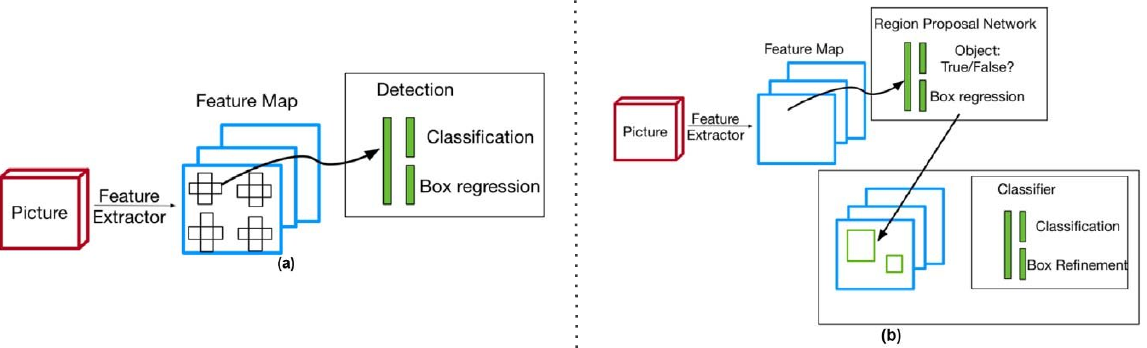 Feature Map
Detection
Classification
Box regression
Picture
Feature
Extractor
(a)
Region Proposal Network
Object:
True/False?
Box regression
Feature Map
Picture
Feature
Extractor
Classifier
Classification
Box Refinement
(b)